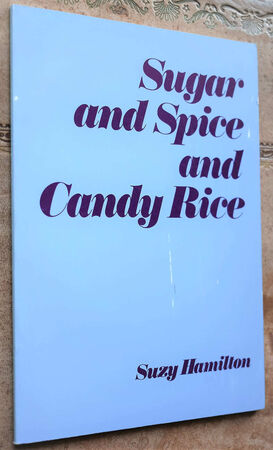 Sugar
and Spice
and
Candy Rice
Suzy Hamilton